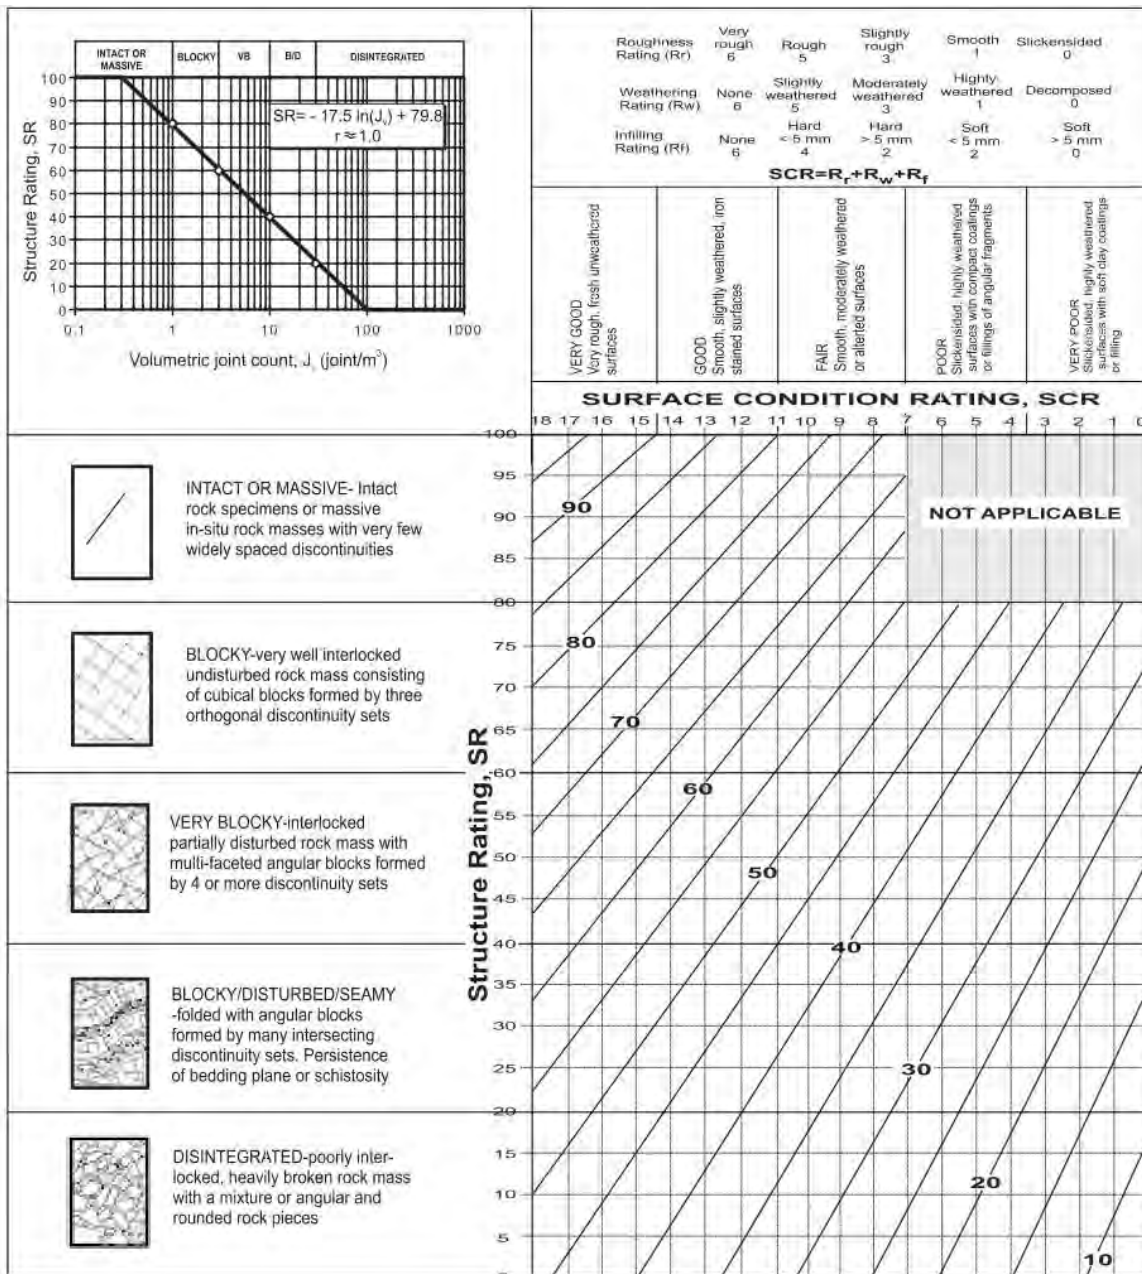 INTACT OR MASSIVE
BLOCKY
VB
B/D
DISINTEGRATED
Structure Rating, SR
100
90
80
70
60
50
40
30
20
10
0
SR= - 17.5 ln(Jv) + 79.8
r ≈ 1.0
0.1 1 10 100 1000
Volumetric joint count, Jv (joint/m³)
Roughness Rating (Rr)
Very rough 6
Rough 5
Slightly rough 3
Smooth 1
Slickensided 0
Weathering Rating (Rw)
None 6
Slightly weathered 5
Moderately weathered 3
Highly weathered 1
Decomposed 0
Infilling Rating (Rf)
None 6
Hard < 5 mm 4
Hard > 5 mm 2
Soft < 5 mm 2
Soft > 5 mm 0
SCR=Rr+Rw+Rf
VERY GOOD
Very rough, fresh unweathered
surfaces
GOOD
Smooth, slightly weathered, iron
stained surfaces
FAIR
Smooth, moderately weathered
or alterted surfaces
POOR
Slickensided, highly weathered
surfaces with compact coatings
or fillings of angular fragments
VERY POOR
Slickensided, highly weathered
surfaces with soft clay coatings
or filling
SURFACE CONDITION RATING, SCR
18 17 16 15 14 13 12 11 10 9 8 7 6 5 4 3 2 1 0
INTACT OR MASSIVE- Intact
rock specimens or massive
in-situ rock masses with very few
widely spaced discontinuities
BLOCKY-very well interlocked
undisturbed rock mass consisting
of cubical blocks formed by three
orthogonal discontinuity sets
VERY BLOCKY-interlocked
partially disturbed rock mass with
multi-faceted angular blocks formed
by 4 or more discontinuity sets
BLOCKY/DISTURBED/SEAMY
-folded with angular blocks
formed by many intersecting
discontinuity sets. Persistence
of bedding plane or schistosity
DISINTEGRATED-poorly inter-
locked, heavily broken rock mass
with a mixture or angular and
rounded rock pieces
Structure Rating, SR
100
95
90
85
80
75
70
65
60
55
50
45
40
35
30
25
20
15
10
5
0
NOT APPLICABLE
90
80
70
60
50
40
30
20
10